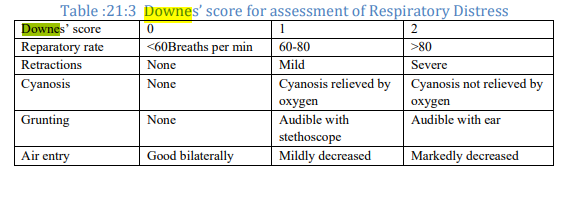 Table :21:3 Downes’ score for assessment of Respiratory Distress
Downes’ score 0 1 2
Reparatory rate <60Breaths per min 60-80 >80
Retractions None Mild Severe
Cyanosis None Cyanosis relieved by oxygen Cyanosis not relieved by oxygen
Grunting None Audible with stethoscope Audible with ear
Air entry Good bilaterally Mildly decreased Markedly decreased